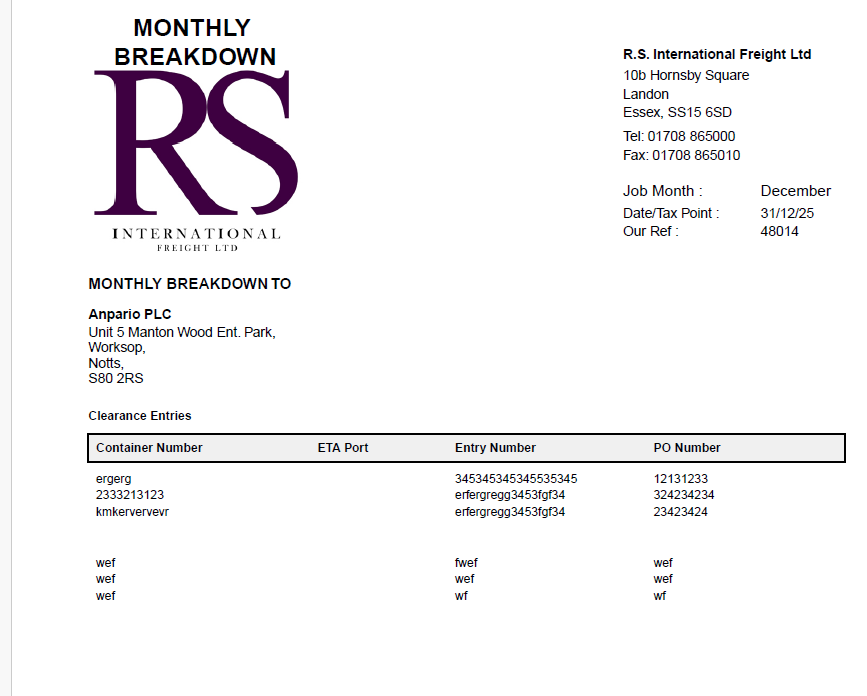 MONTHLY
BREAKDOWN
RS
INTERNATIONAL
FREIGHT LTD
R.S. International Freight Ltd
10b Hornsby Square
Landon
Essex, SS15 6SD
Tel: 01708 865000
Fax: 01708 865010
Job Month : December
Date/Tax Point : 31/12/25
Our Ref : 48014
MONTHLY BREAKDOWN TO
Anpario PLC
Unit 5 Manton Wood Ent. Park,
Worksop,
Notts,
S80 2RS
Clearance Entries
Container Number ETA Port Entry Number PO Number
ergerg 345345345345535345 12131233
2333213123 erfergregg3453fgf34 324234234
kmkervervevr erfergregg3453fgf34 23423424
wef fwef wef
wef wef wef
wef wf wf